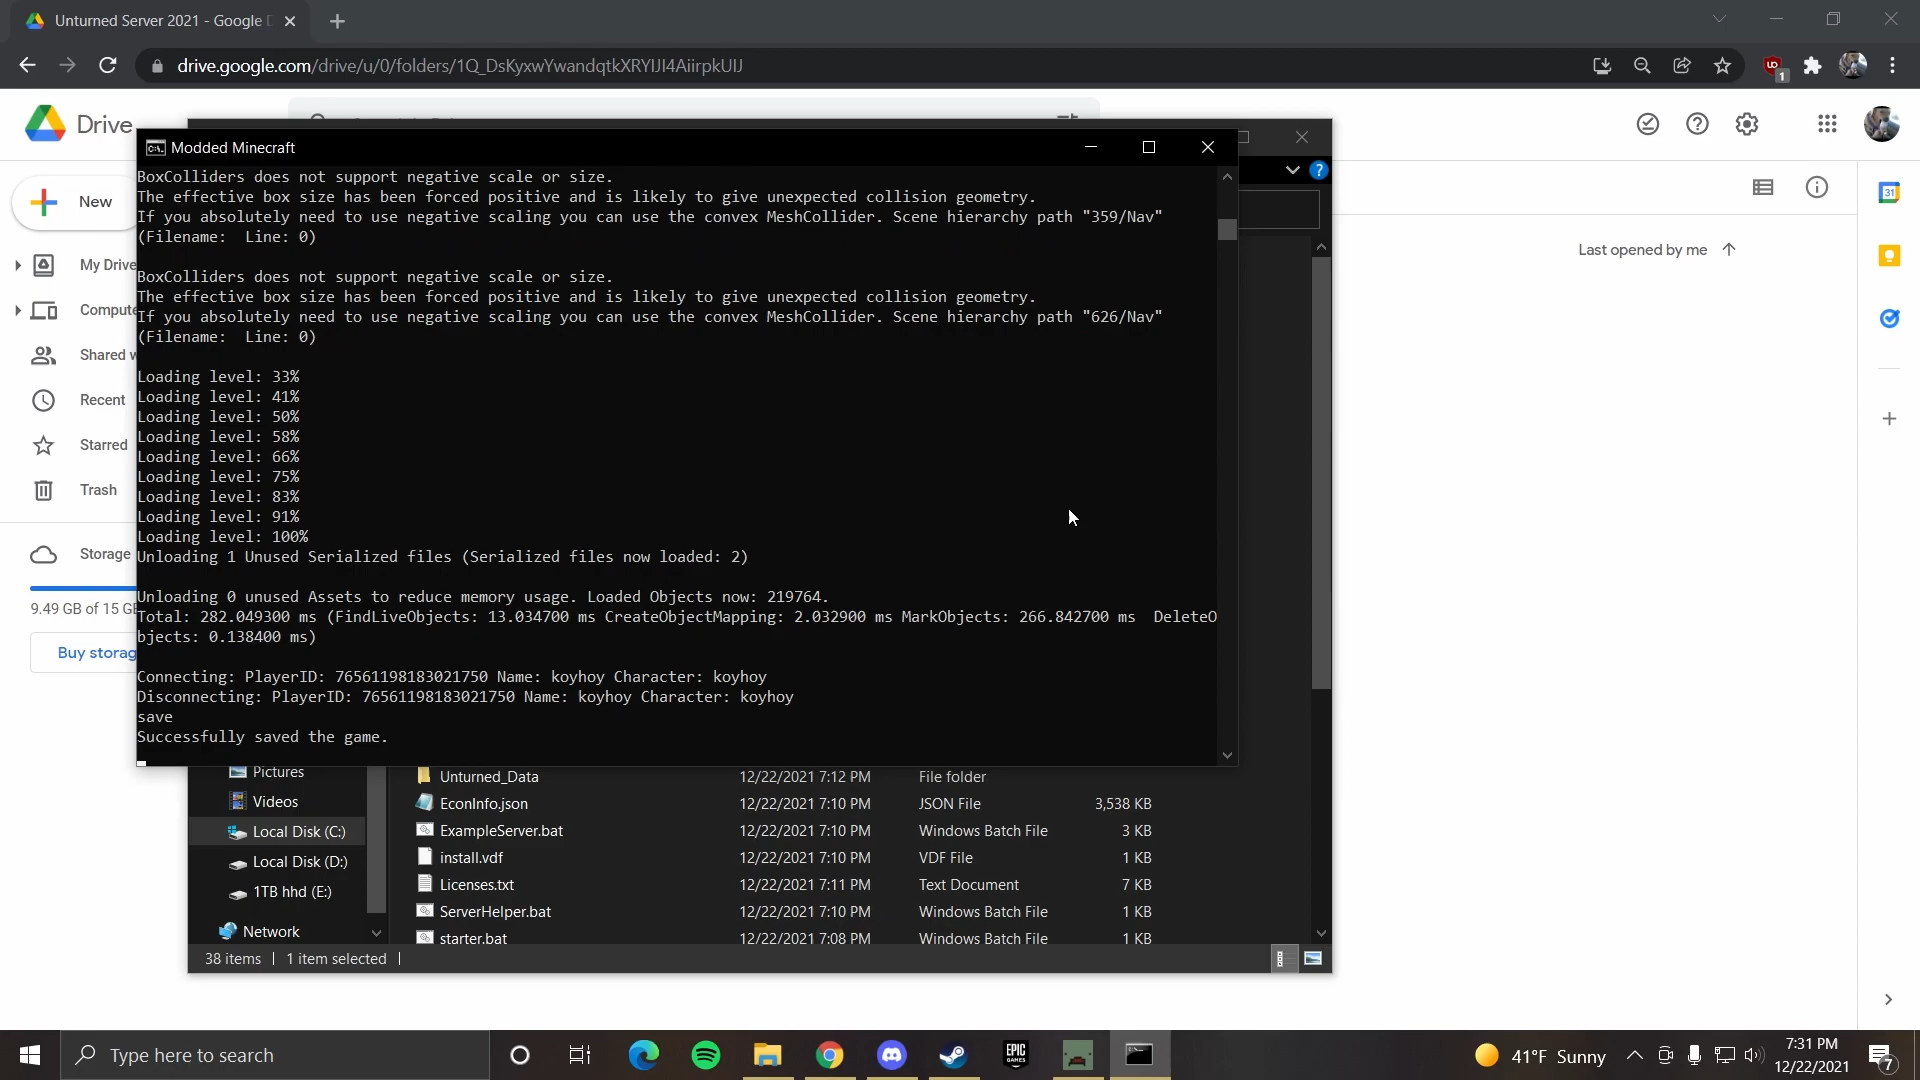 Unturned Server 2021 - Google D
drive.google.com/drive/u/0/folders/1Q_DsKyxwYwandqtkXRYIJI4AiirpkUIJ
1
Drive
New
My Drive
Compute
Shared w
Recent
Starred
Trash
Storage
9.49 GB of 15 GB
Buy storag
Last opened by me
31
Modded Minecraft
BoxColliders does not support negative scale or size.
The effective box size has been forced positive and is likely to give unexpected collision geometry.
If you absolutely need to use negative scaling you can use the convex MeshCollider. Scene hierarchy path "359/Nav"
(Filename:  Line: 0)
BoxColliders does not support negative scale or size.
The effective box size has been forced positive and is likely to give unexpected collision geometry.
If you absolutely need to use negative scaling you can use the convex MeshCollider. Scene hierarchy path "626/Nav"
(Filename:  Line: 0)
Loading level: 33%
Loading level: 41%
Loading level: 50%
Loading level: 58%
Loading level: 66%
Loading level: 75%
Loading level: 83%
Loading level: 91%
Loading level: 100%
Unloading 1 Unused Serialized files (Serialized files now loaded: 2)
Unloading 0 unused Assets to reduce memory usage. Loaded Objects now: 219764.
Total: 282.049300 ms (FindLiveObjects: 13.034700 ms CreateObjectMapping: 2.032900 ms MarkObjects: 266.842700 ms  DeleteO
bjects: 0.138400 ms)
Connecting: PlayerID: 76561198183021750 Name: koyhoy Character: koyhoy
Disconnecting: PlayerID: 76561198183021750 Name: koyhoy Character: koyhoy
save
Successfully saved the game.
Pictures
Videos
Local Disk (C:)
Local Disk (D:)
1TB hhd (E:)
Network
Unturned_Data 12/22/2021 7:12 PM File folder
EconInfo.json 12/22/2021 7:10 PM JSON File 3,538 KB
ExampleServer.bat 12/22/2021 7:10 PM Windows Batch File 3 KB
install.vdf 12/22/2021 7:10 PM VDF File 1 KB
Licenses.txt 12/22/2021 7:11 PM Text Document 7 KB
ServerHelper.bat 12/22/2021 7:10 PM Windows Batch File 1 KB
starter.bat 12/22/2021 7:08 PM Windows Batch File 1 KB
38 items 1 item selected
Type here to search
EPIC GAMES
41°F Sunny
7:31 PM
12/22/2021
7